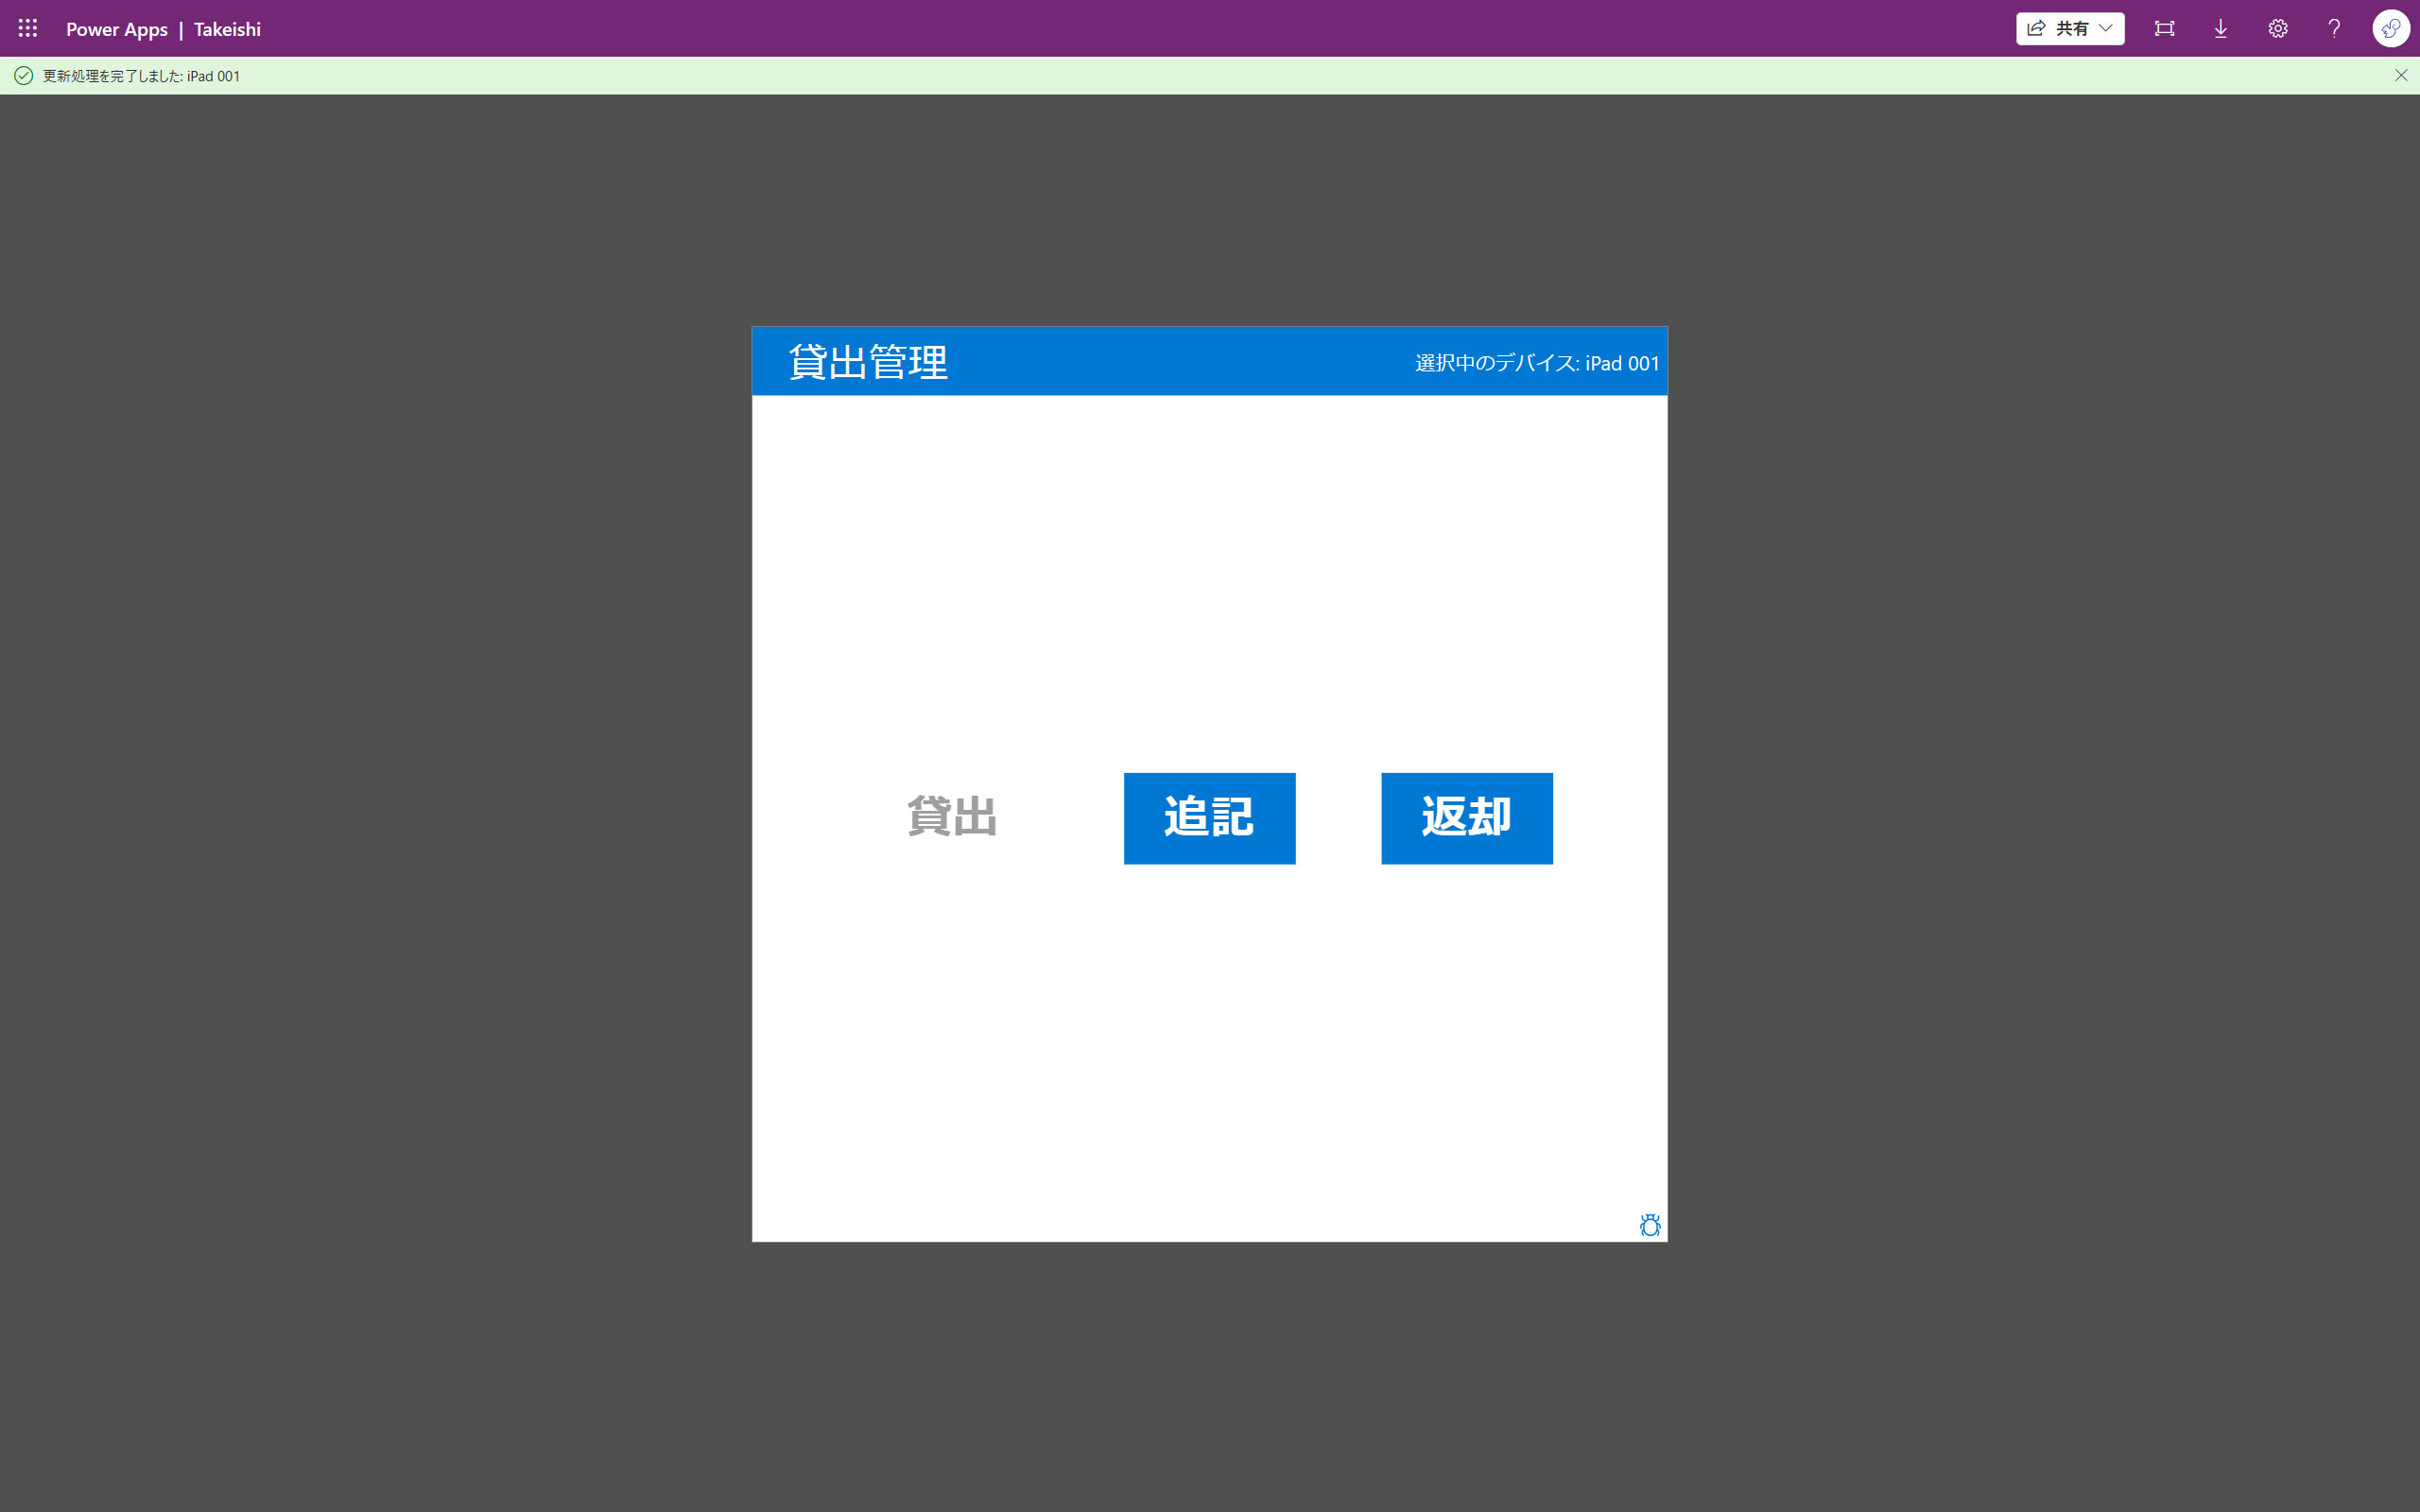 Power Apps | Takeishi
共有
更新処理を完了しました: iPad 001
貸出管理
選択中のデバイス: iPad 001
貸出
追記
返却